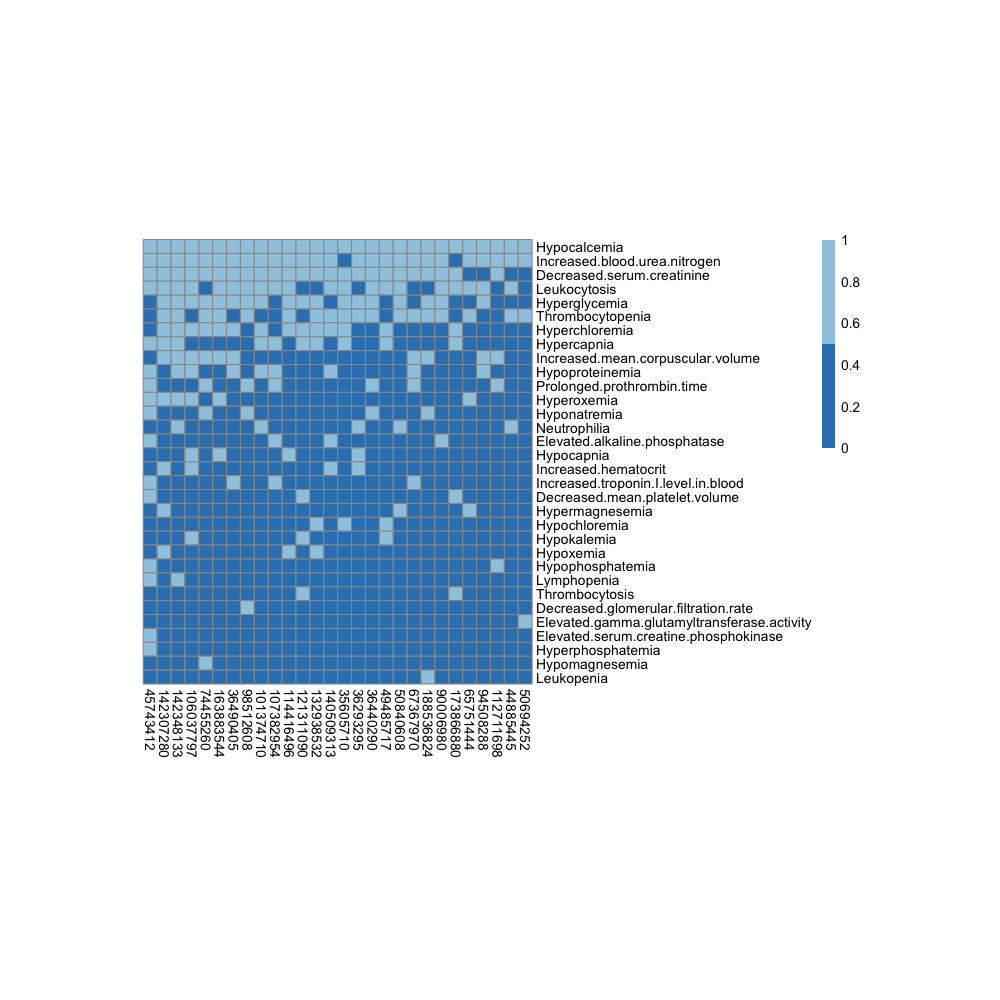 Hypocalcemia
Increased.blood.urea.nitrogen
Decreased.serum.creatinine
Leukocytosis
Hyperglycemia
Thrombocytopenia
Hyperchloremia
Hypercapnia
Increased.mean.corpuscular.volume
Hypoproteinemia
Prolonged.prothrombin.time
Hyperoxemia
Hyponatremia
Neutrophilia
Elevated.alkaline.phosphatase
Hypocapnia
Increased.hematocrit
Increased.troponin.I.level.in.blood
Decreased.mean.platelet.volume
Hypermagnesemia
Hypochloremia
Hypokalemia
Hypoxemia
Hypophosphatemia
Lymphopenia
Thrombocytosis
Decreased.glomerular.filtration.rate
Elevated.gamma.glutamyltransferase.activity
Elevated.serum.creatine.phosphokinase
Hyperphosphatemia
Hypomagnesemia
Leukopenia
1
0.8
0.6
0.4
0.2
0
45743412
142307280
142348133
106037797
74455260
163883544
36490405
98512608
101374710
107382954
114416496
121311090
132938532
140509313
35605710
36293295
36440290
49485717
50840608
67367970
188536824
90006980
173866880
65751444
94508288
112711698
44885445
50694252